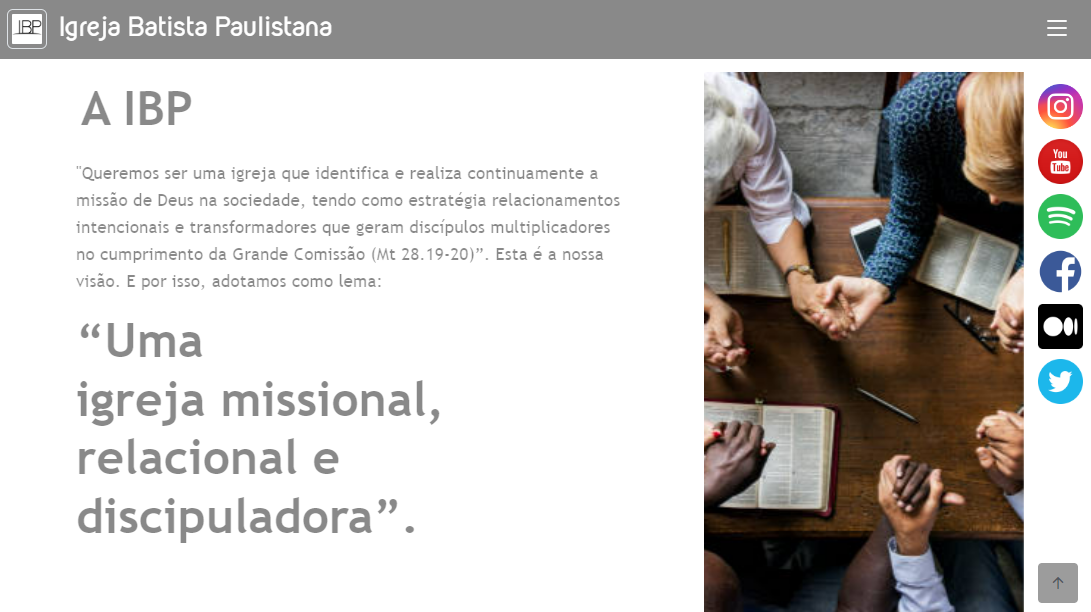 IBP
Igreja Batista Paulistana
A IBP
"Queremos ser uma igreja que identifica e realiza continuamente a
missão de Deus na sociedade, tendo como estratégia relacionamentos
intencionais e transformadores que geram discípulos multiplicadores
no cumprimento da Grande Comissão (Mt 28.19-20)”. Esta é a nossa
visão. E por isso, adotamos como lema:
“Uma
igreja missional,
relacional e
discipuladora”.
You
Tube